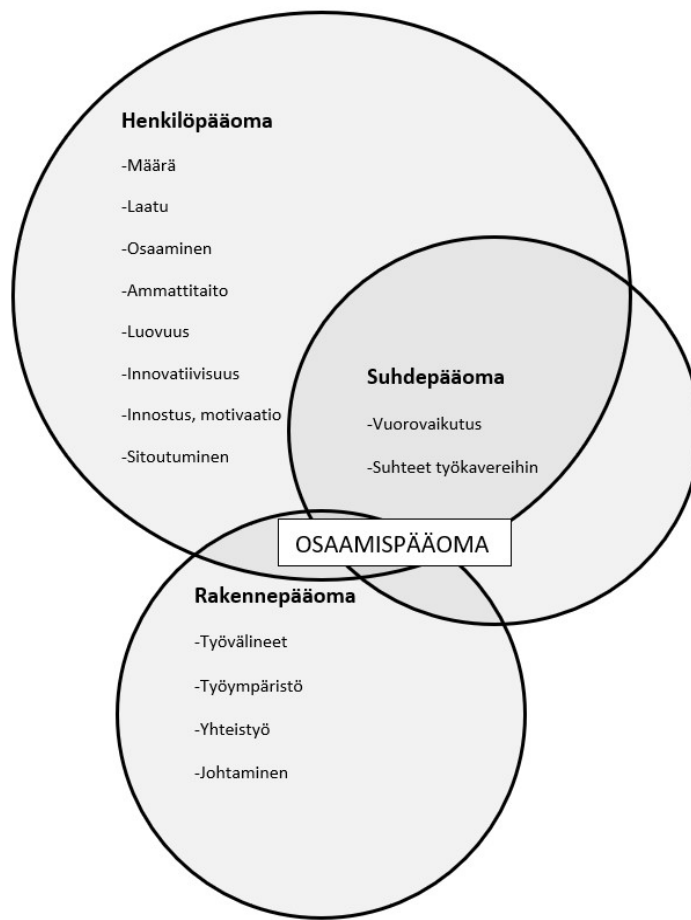 Henkilöpääoma
-Määrä
-Laatu
-Osaaminen
-Ammattitaito
-Luovuus
-Innovatiivisuus
-Innostus, motivaatio
-Sitoutuminen
Suhdepääoma
-Vuorovaikutus
-Suhteet työkavereihin
OSAAMISPÄÄOMA
Rakennepääoma
-Työvälineet
-Työympäristö
-Yhteistyö
-Johtaminen